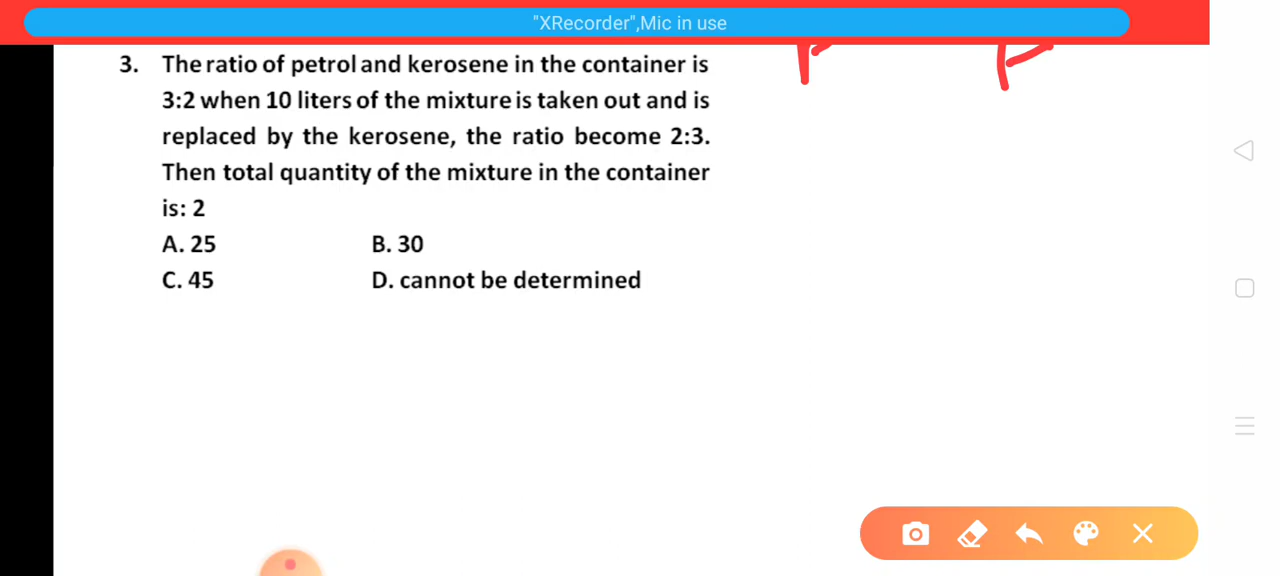 "XRecorder",Mic in use
3. The ratio of petrol and kerosene in the container is
3:2 when 10 liters of the mixture is taken out and is
replaced by the kerosene, the ratio become 2:3.
Then total quantity of the mixture in the container
is: 2
A. 25 B. 30
C. 45 D. cannot be determined